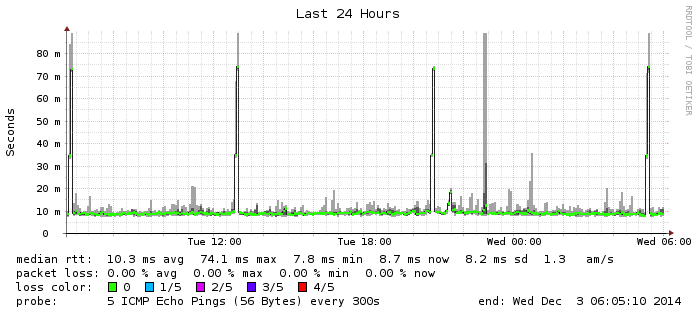 Last 24 Hours
RRDTOOL / TOBI OETIKER
Seconds
80 m
70 m
60 m
50 m
40 m
30 m
20 m
10 m
0
Tue 12:00 Tue 18:00 Wed 00:00 Wed 06:00
median rtt: 10.3 ms avg 74.1 ms max 7.8 ms min 8.7 ms now 8.2 ms sd 1.3 am/s
packet loss: 0.00 % avg 0.00 % max 0.00 % min 0.00 % now
loss color: 0 1/5 2/5 3/5 4/5
probe: 5 ICMP Echo Pings (56 Bytes) every 300s end: Wed Dec 3 06:05:10 2014